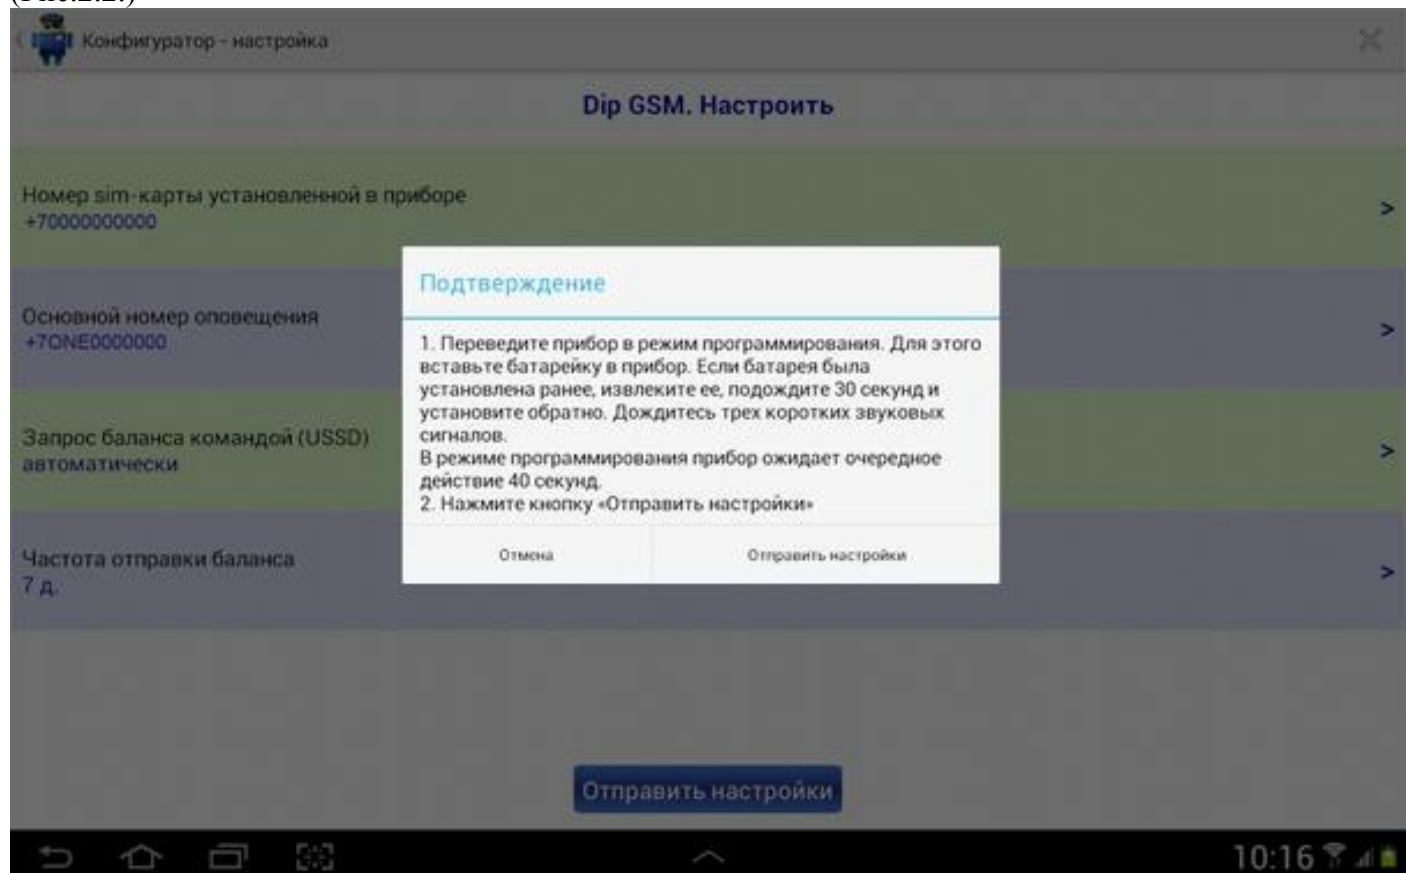 (Рис.2.2.)
Конфигуратор - настройка
Dip GSM. Настроить
Номер sim-карты установленной в приборе
+70000000000
>
Основной номер оповещения
+7ONE0000000
>
Запрос баланса командой (USSD)
автоматически
>
Частота отправки баланса
7 д.
>
Подтверждение
1. Переведите прибор в режим программирования. Для этого
вставьте батарейку в прибор. Если батарея была
установлена ранее, извлеките ее, подождите 30 секунд и
установите обратно. Дождитесь трех коротких звуковых
сигналов.
В режиме программирования прибор ожидает очередное
действие 40 секунд.
2. Нажмите кнопку «Отправить настройки»
Отмена
Отправить настройки
Отправить настройки
10:16